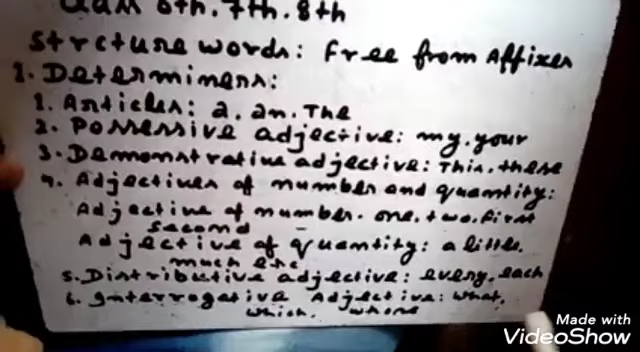 6th. 7th. 8th
Strcture words: Free from Affixes
1. Determiners:
1. Articles: a. an. The
2. Possessive adjective: my. your
3. Demonstrative adjective: This. these
4. Adjectives of number and quantity:
Adjective of number. one. two. first
second
Adjective of quantity: a little.
much etc
5. Distributive adjective: every. each
6. Interrogative Adjective: what.
which. whose
Made with
VideoShow